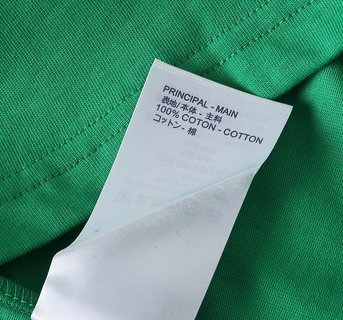 PRINCIPAL - MAIN
表地/本体 - 主料
100% COTON - COTTON
コットン - 棉